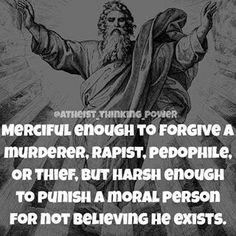 @ATHEIST_THINKING_POWER
MERCIFUL ENOUGH TO FORGIVE A
MURDERER, RAPIST, PEDOPHILE,
OR THIEF, BUT HARSH ENOUGH
TO PUNISH A MORAL PERSON
FOR NOT BELIEVING HE EXISTS.